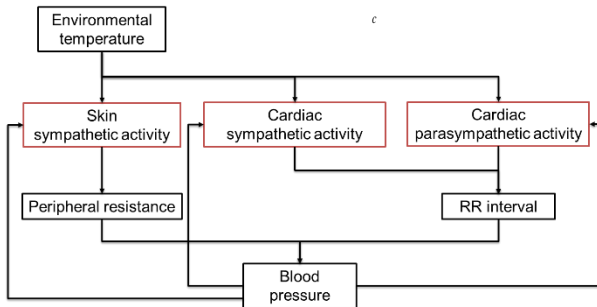 Environmental
temperature
c
Skin
sympathetic activity
Cardiac
sympathetic activity
Cardiac
parasympathetic activity
Peripheral resistance
RR interval
Blood
pressure